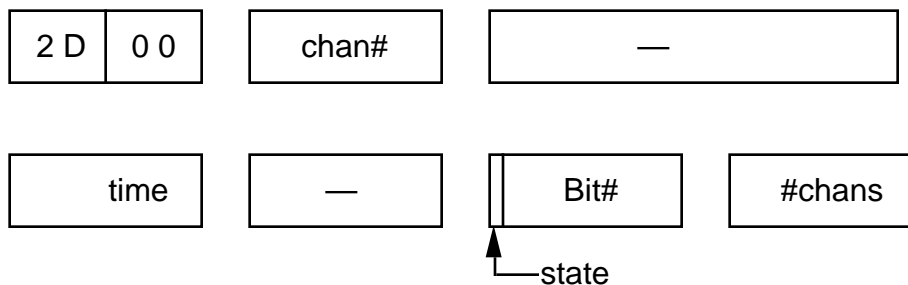 2 D 0 0 chan# —
time — Bit# #chans
state